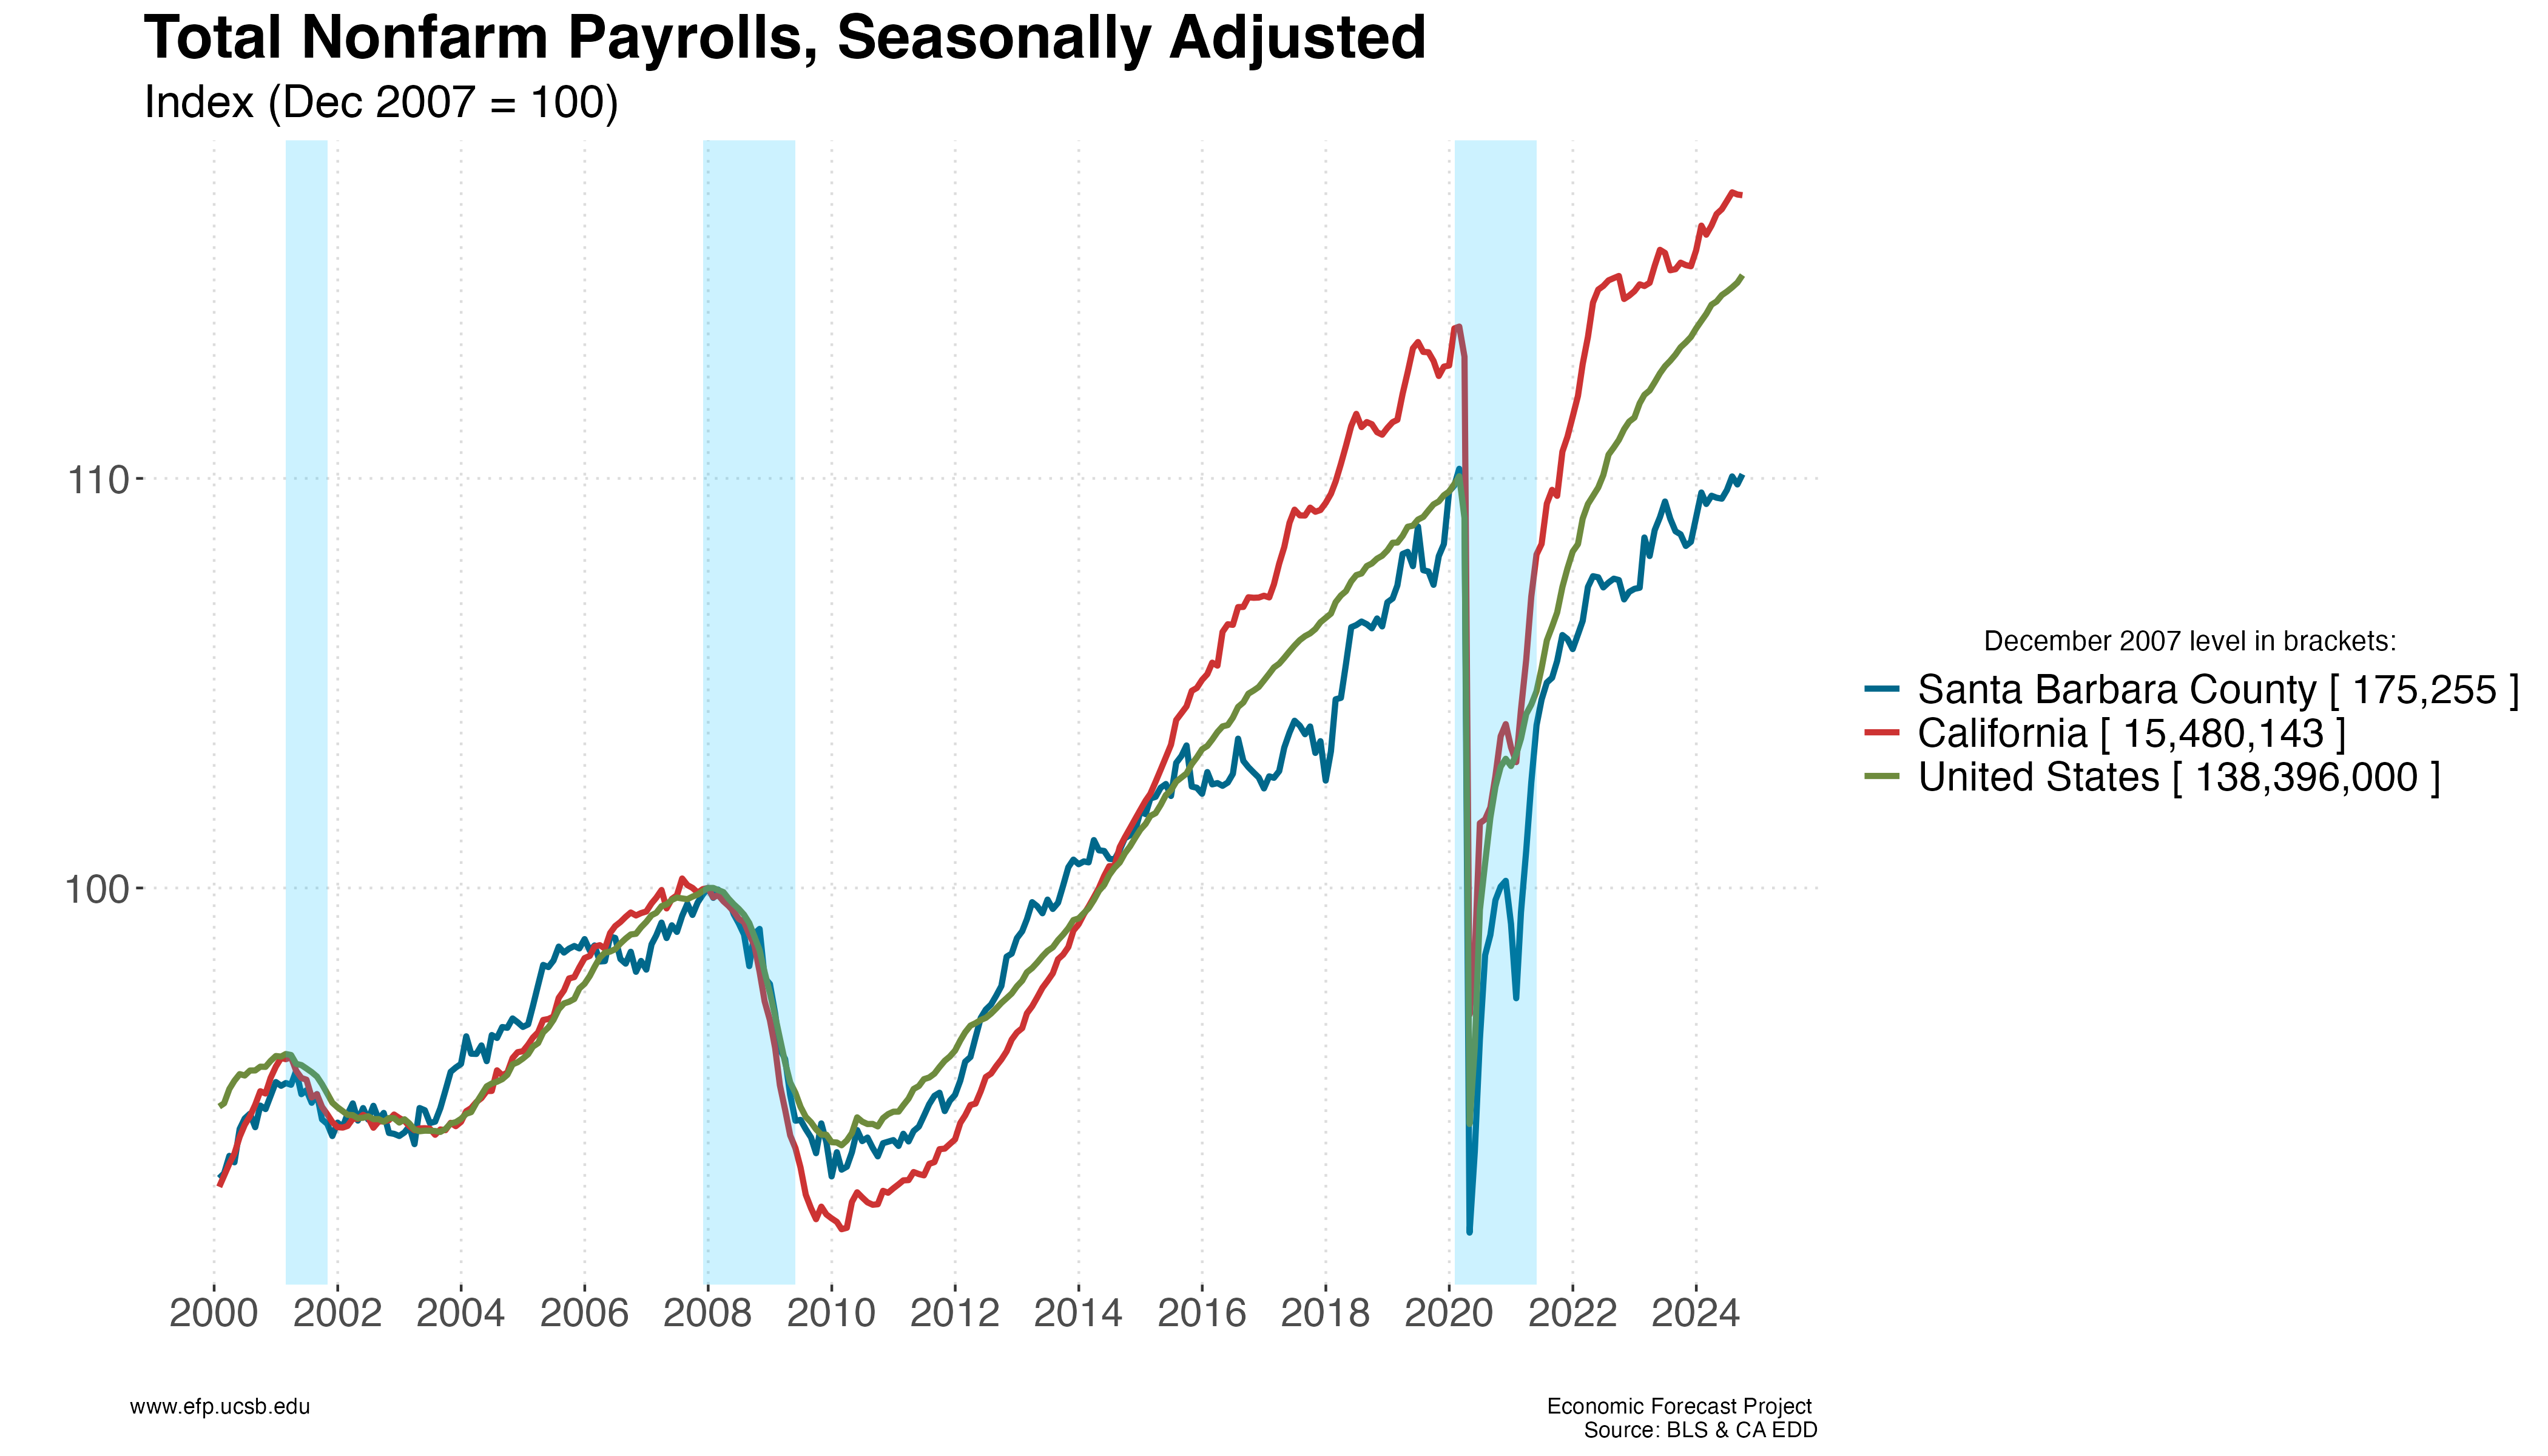 Total Nonfarm Payrolls, Seasonally Adjusted
Index (Dec 2007 = 100)
110
100
2000 2002 2004 2006 2008 2010 2012 2014 2016 2018 2020 2022 2024
December 2007 level in brackets:
Santa Barbara County [ 175,255 ]
California [ 15,480,143 ]
United States [ 138,396,000 ]
www.efp.ucsb.edu
Economic Forecast Project
Source: BLS & CA EDD